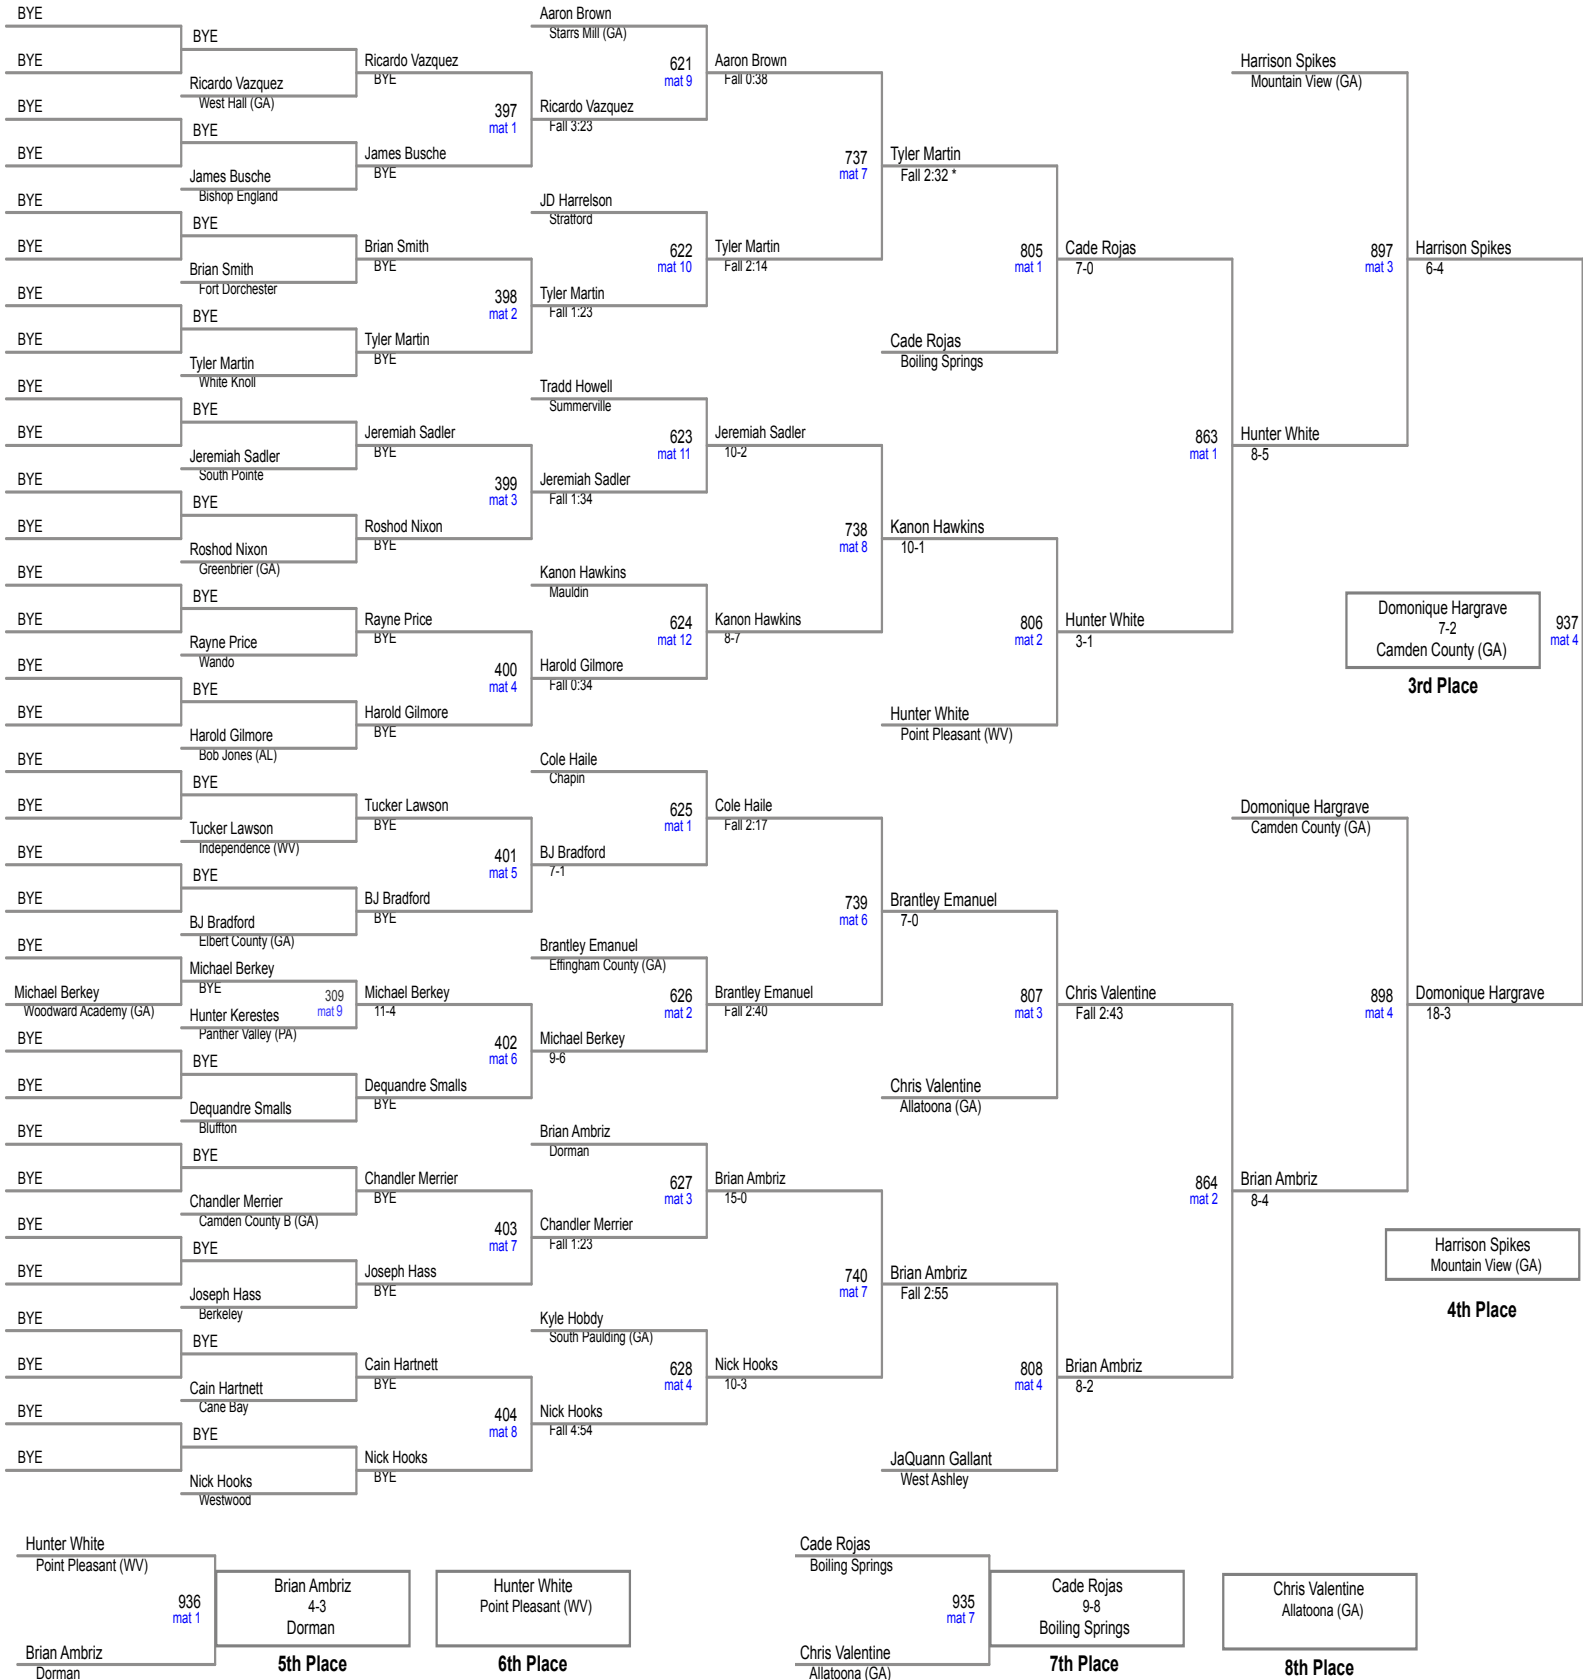 BYE
BYE
BYE
Ricardo Vazquez
West Hall (GA)
BYE
BYE
BYE
James Busche
Bishop England
BYE
BYE
BYE
Brian Smith
Fort Dorchester
BYE
BYE
BYE
Tyler Martin
White Knoll
BYE
BYE
BYE
Jeremiah Sadler
South Pointe
BYE
BYE
BYE
Roshod Nixon
Greenbrier (GA)
BYE
BYE
BYE
Rayne Price
Wando
BYE
BYE
BYE
Harold Gilmore
Bob Jones (AL)
BYE
BYE
BYE
Tucker Lawson
Independence (WV)
BYE
BYE
BYE
BJ Bradford
Elbert County (GA)
BYE
Michael Berkey
Woodward Academy (GA)
Michael Berkey
BYE
309
mat 9
Hunter Kerestes
Panther Valley (PA)
BYE
BYE
BYE
Dequandre Smalls
Bluffton
BYE
BYE
BYE
Chandler Merrier
Camden County B (GA)
BYE
BYE
BYE
Joseph Hass
Berkeley
BYE
BYE
BYE
Cain Hartnett
Cane Bay
BYE
BYE
BYE
Nick Hooks
Westwood
Ricardo Vazquez
BYE
397
mat 1
James Busche
BYE
Brian Smith
BYE
398
mat 2
Tyler Martin
BYE
Jeremiah Sadler
BYE
399
mat 3
Roshod Nixon
BYE
Rayne Price
BYE
400
mat 4
Harold Gilmore
BYE
Tucker Lawson
BYE
401
mat 5
BJ Bradford
BYE
Michael Berkey
11-4
402
mat 6
Dequandre Smalls
BYE
Chandler Merrier
BYE
403
mat 7
Joseph Hass
BYE
Cain Hartnett
BYE
404
mat 8
Nick Hooks
BYE
Aaron Brown
Starrs Mill (GA)
621
mat 9
Ricardo Vazquez
Fall 3:23
JD Harrelson
Stratford
622
mat 10
Tyler Martin
Fall 1:23
Tradd Howell
Summerville
623
mat 11
Jeremiah Sadler
Fall 1:34
Kanon Hawkins
Mauldin
624
mat 12
Harold Gilmore
Fall 0:34
Cole Haile
Chapin
625
mat 1
BJ Bradford
7-1
Brantley Emanuel
Effingham County (GA)
626
mat 2
Michael Berkey
9-6
Brian Ambriz
Dorman
627
mat 3
Chandler Merrier
Fall 1:23
Kyle Hobdy
South Paulding (GA)
628
mat 4
Nick Hooks
Fall 4:54
Aaron Brown
Fall 0:38
737
mat 7
Tyler Martin
Fall 2:14
Jeremiah Sadler
10-2
738
mat 8
Kanon Hawkins
8-7
Cole Haile
Fall 2:17
739
mat 6
Brantley Emanuel
Fall 2:40
Brian Ambriz
15-0
740
mat 7
Nick Hooks
10-3
Tyler Martin
Fall 2:32 *
805
mat 1
Cade Rojas
Boiling Springs
Kanon Hawkins
10-1
806
mat 2
Hunter White
Point Pleasant (WV)
Brantley Emanuel
7-0
807
mat 3
Chris Valentine
Allatoona (GA)
Brian Ambriz
Fall 2:55
808
mat 4
JaQuann Gallant
West Ashley
Cade Rojas
7-0
863
mat 1
Hunter White
3-1
Chris Valentine
Fall 2:43
864
mat 2
Brian Ambriz
8-2
Harrison Spikes
Mountain View (GA)
897
mat 3
Hunter White
8-5
Domonique Hargrave
Camden County (GA)
898
mat 4
Brian Ambriz
8-4
Harrison Spikes
6-4
Domonique Hargrave
7-2
Camden County (GA)
937
mat 4
3rd Place
Domonique Hargrave
18-3
Harrison Spikes
Mountain View (GA)
4th Place
Hunter White
Point Pleasant (WV)
936
mat 1
Brian Ambriz
Dorman
Brian Ambriz
4-3
Dorman
5th Place
Hunter White
Point Pleasant (WV)
6th Place
Cade Rojas
Boiling Springs
935
mat 7
Chris Valentine
Allatoona (GA)
Cade Rojas
9-8
Boiling Springs
7th Place
Chris Valentine
Allatoona (GA)
8th Place